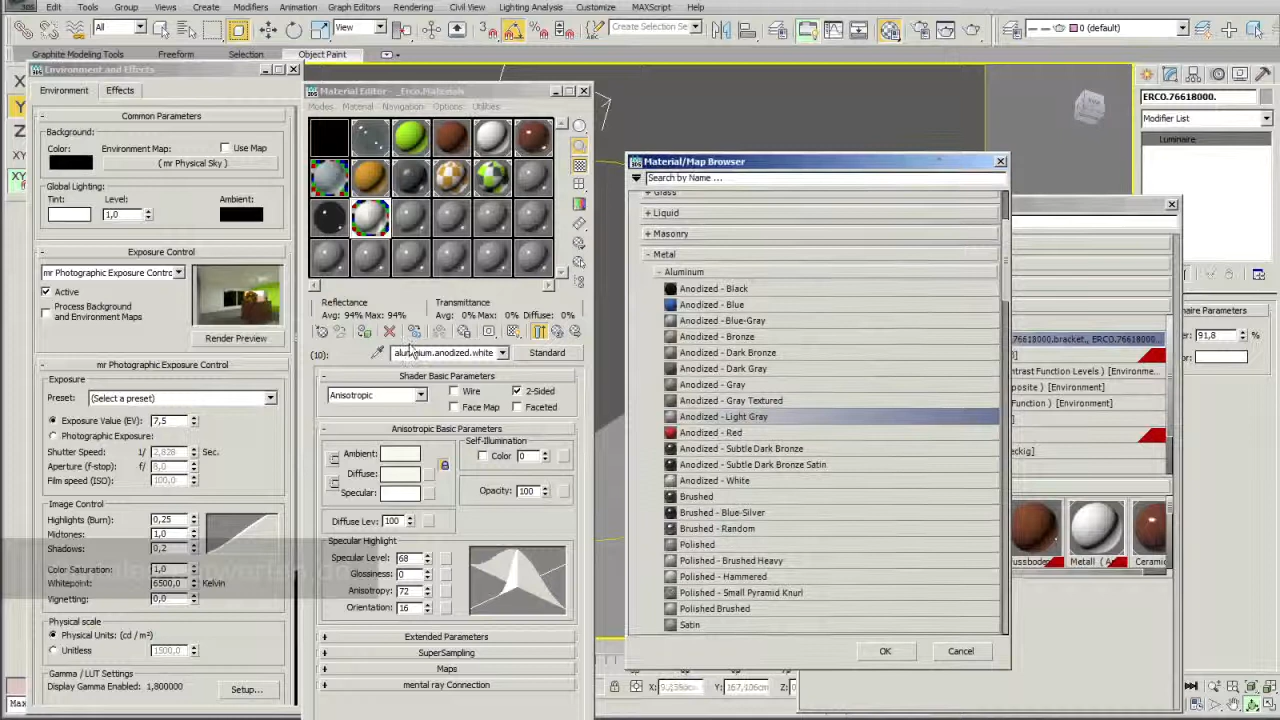 Edit Tools Group Views Create Modifiers Animation Graph Editors Rendering Civil View Lighting Analysis Customize MAXScript Help
All View Create Selection Se 0 (default)
Graphite Modeling Tools Freeform Selection Object Paint
Environment and Effects
Environment Effects
Common Parameters
Background:
Color: Environment Map: Use Map
(mr Physical Sky )
Global Lighting:
Tint: Level: Ambient:
1,0
Exposure Control
mr Photographic Exposure Contro
Active
Process Background
and Environment Maps
Render Preview
mr Photographic Exposure Control
Exposure
Preset: (Select a preset)
Exposure Value (EV): 7,5
Photographic Exposure:
Shutter Speed: 1/ 2,828 Sec.
Aperture (f-stop): f/ 8,0
Film speed (ISO): 100,0
Image Control
Highlights (Burn): 0,25
Midtones: 1,0
Shadows: 0,2
Color Saturation: 1,0
Whitepoint: 6500,0 Kelvin
Vignetting: 0,0
Physical scale
Physical Units: (cd / m²)
Unitless 1500,0
Gamma / LUT Settings
Display Gamma Enabled: 1,800000 Setup...
Material Editor - _Erco.Materials
Modes Material Navigation Options Utilities
Reflectance Transmittance
Avg: 94% Max: 94% Avg: 0% Max: 0% Diffuse: 0%
(10): aluminium.anodized.white Standard
Shader Basic Parameters
Anisotropic Wire 2-Sided
Face Map Faceted
Anisotropic Basic Parameters
Self-Illumination
Ambient: Color 0
Diffuse:
Specular: Opacity: 100
Diffuse Lev: 100
Specular Highlight
Specular Level: 68
Glossiness: 0
Anisotropy: 72
Orientation: 16
Extended Parameters
SuperSampling
Maps
mental ray Connection
Material/Map Browser
Search by Name ...
+ Glass
+ Liquid
+ Masonry
- Metal
- Aluminum
Anodized - Black
Anodized - Blue
Anodized - Blue-Gray
Anodized - Bronze
Anodized - Dark Bronze
Anodized - Dark Gray
Anodized - Gray
Anodized - Gray Textured
Anodized - Light Gray
Anodized - Red
Anodized - Subtle Dark Bronze
Anodized - Subtle Dark Bronze Satin
Anodized - White
Brushed
Brushed - Blue-Silver
Brushed - Random
Polished
Polished - Brushed Heavy
Polished - Hammered
Polished - Small Pyramid Knurl
Polished Brushed
Satin
OK Cancel
ERCO.76618000.
Modifier List
Luminaire
76618000.bracket., ERCO.76618000...
ntrast Function Levels ) [Environme...
posite ) [Environment]
Function ) [Environment]
kig]
ussboden Metall ( A Ceramic
inaire Parameters
er: 91,8
X: 9,239cm Y: 167,106cm Z: 0